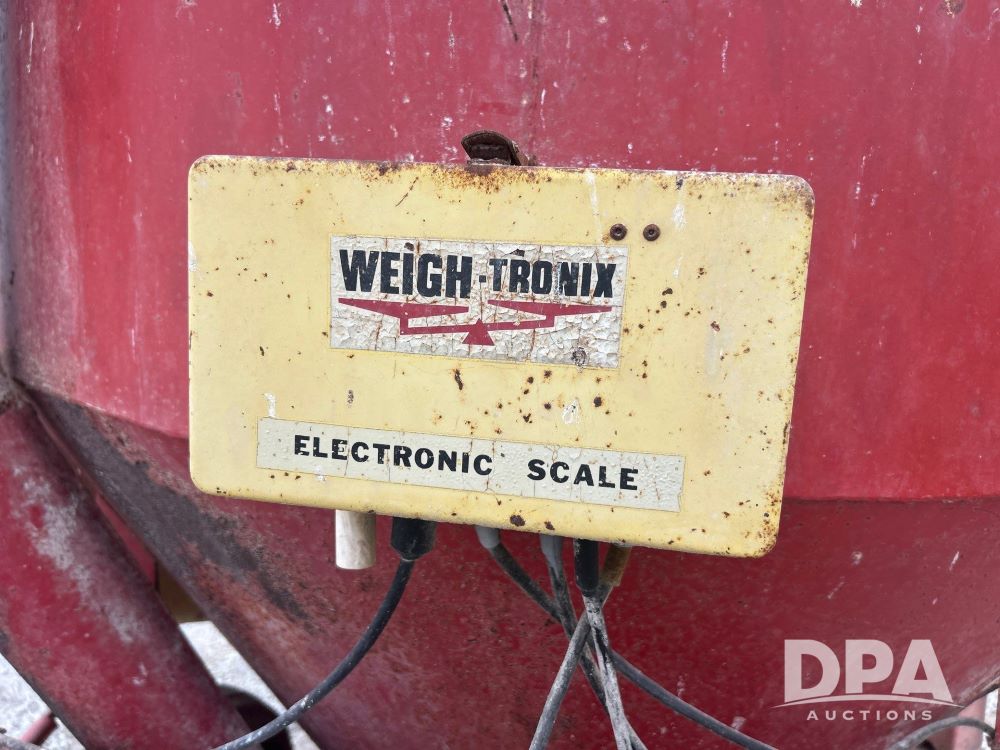 WEIGH-TRONIX
ELECTRONIC SCALE
DPA
AUCTIONS